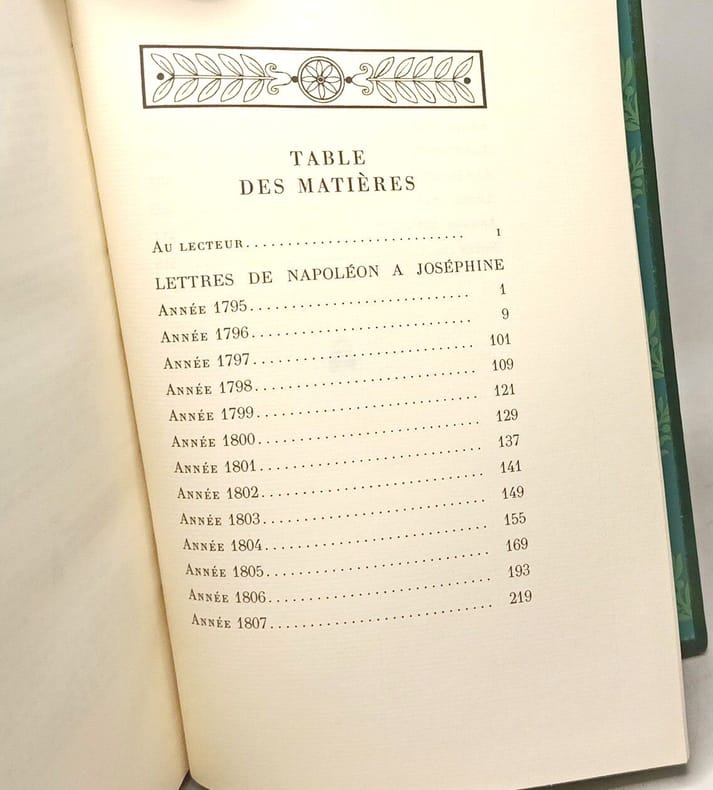 TABLE
DES MATIÈRES
AU LECTEUR............................ I
LETTRES DE NAPOLÉON A JOSÉPHINE
ANNÉE 1795............................ 1
ANNÉE 1796............................ 9
ANNÉE 1797............................ 101
ANNÉE 1798............................ 109
ANNÉE 1799............................ 121
ANNÉE 1800............................ 129
ANNÉE 1801............................ 137
ANNÉE 1802............................ 141
ANNÉE 1803............................ 149
ANNÉE 1804............................ 155
ANNÉE 1805............................ 169
ANNÉE 1806............................ 193
ANNÉE 1807............................ 219